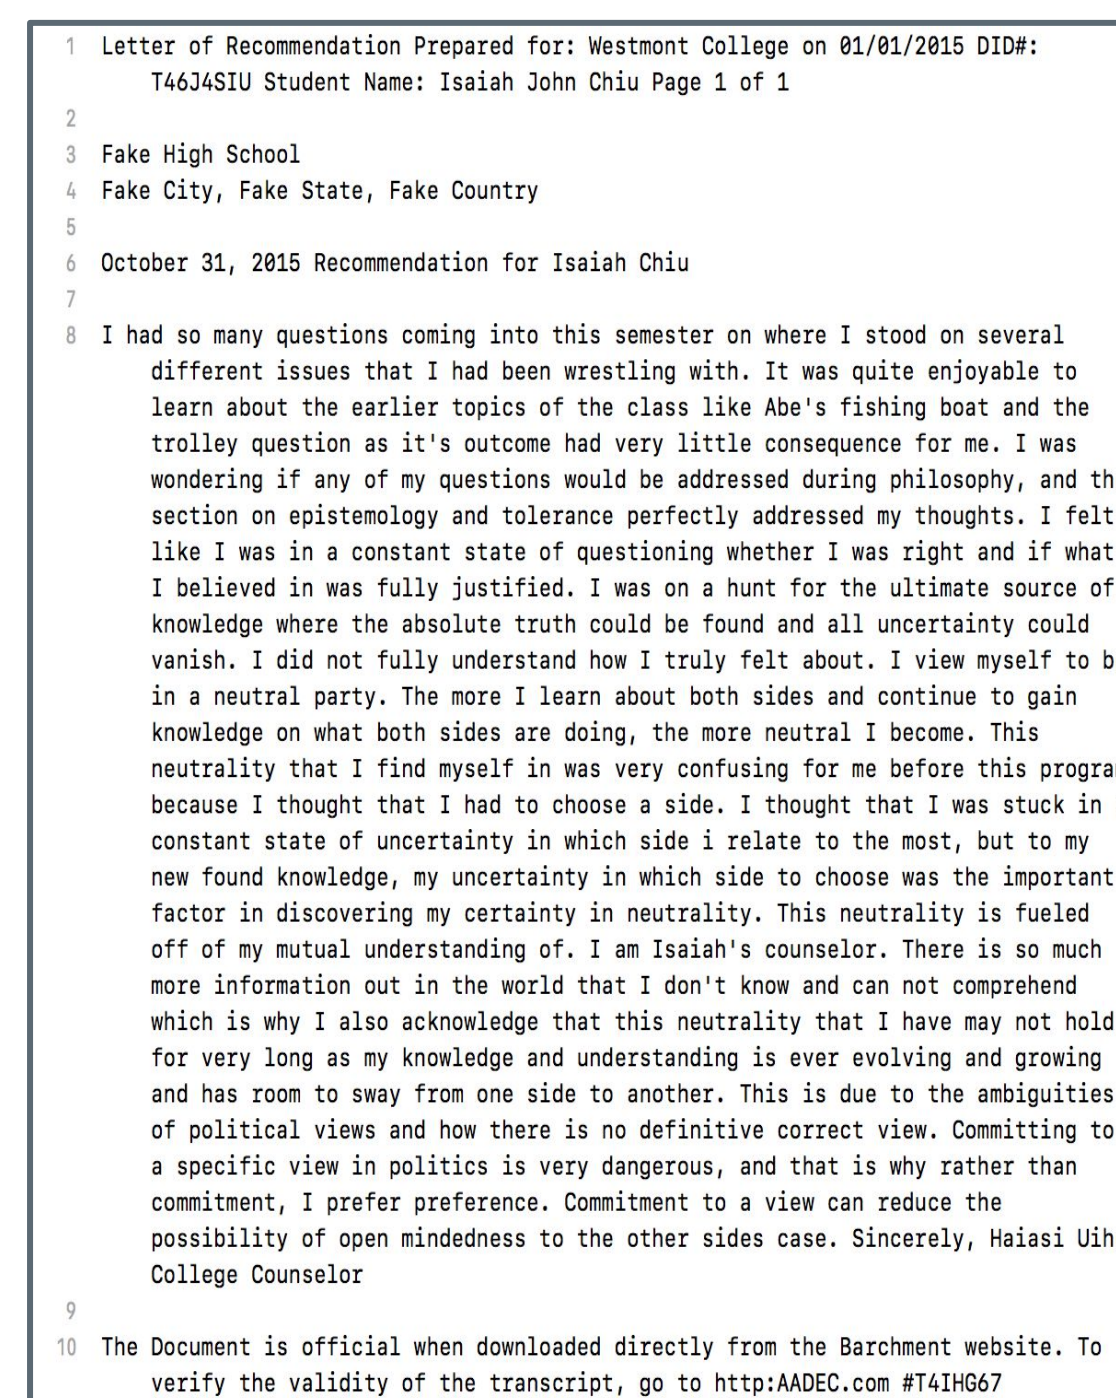 1 Letter of Recommendation Prepared for: Westmont College on 01/01/2015 DID#:
T46J4SIU Student Name: Isaiah John Chiu Page 1 of 1
2
3 Fake High School
4 Fake City, Fake State, Fake Country
5
6 October 31, 2015 Recommendation for Isaiah Chiu
7
8 I had so many questions coming into this semester on where I stood on several
different issues that I had been wrestling with. It was quite enjoyable to
learn about the earlier topics of the class like Abe's fishing boat and the
trolley question as it's outcome had very little consequence for me. I was
wondering if any of my questions would be addressed during philosophy, and th
section on epistemology and tolerance perfectly addressed my thoughts. I felt
like I was in a constant state of questioning whether I was right and if what
I believed in was fully justified. I was on a hunt for the ultimate source of
knowledge where the absolute truth could be found and all uncertainty could
vanish. I did not fully understand how I truly felt about. I view myself to b
in a neutral party. The more I learn about both sides and continue to gain
knowledge on what both sides are doing, the more neutral I become. This
neutrality that I find myself in was very confusing for me before this progra
because I thought that I had to choose a side. I thought that I was stuck in
constant state of uncertainty in which side i relate to the most, but to my
new found knowledge, my uncertainty in which side to choose was the important
factor in discovering my certainty in neutrality. This neutrality is fueled
off of my mutual understanding of. I am Isaiah's counselor. There is so much
more information out in the world that I don't know and can not comprehend
which is why I also acknowledge that this neutrality that I have may not hold
for very long as my knowledge and understanding is ever evolving and growing
and has room to sway from one side to another. This is due to the ambiguities
of political views and how there is no definitive correct view. Committing to
a specific view in politics is very dangerous, and that is why rather than
commitment, I prefer preference. Commitment to a view can reduce the
possibility of open mindedness to the other sides case. Sincerely, Haiasi Uih
College Counselor
9
10 The Document is official when downloaded directly from the Barchment website. To
verify the validity of the transcript, go to http:AADEC.com #T4IHG67